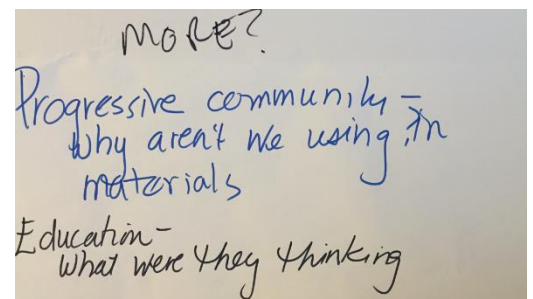 MORE?
Progressive community –
Why aren't we using in
materials
Education –
What were they thinking